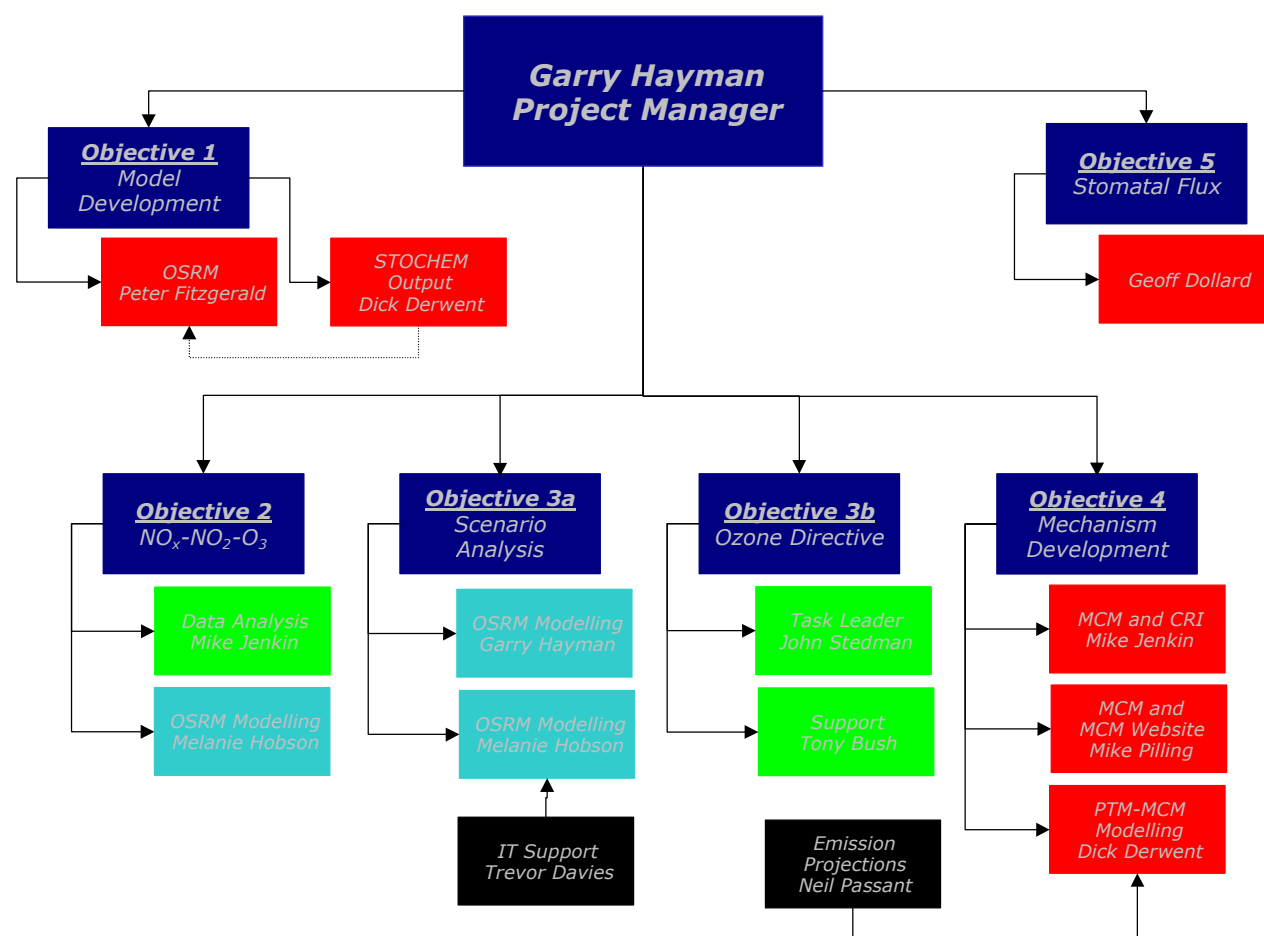 Garry Hayman
Project Manager
Objective 1
Model
Development
Objective 5
Stomatal Flux
OSRM
Peter Fitzgerald
STOCHEM
Output
Dick Derwent
Geoff Dollard
Objective 2
NOₓ-NO₂-O₃
Objective 3a
Scenario
Analysis
Objective 3b
Ozone Directive
Objective 4
Mechanism
Development
Data Analysis
Mike Jenkin
OSRM Modelling
Garry Hayman
Task Leader
John Stedman
MCM and CRI
Mike Jenkin
OSRM Modelling
Melanie Hobson
OSRM Modelling
Melanie Hobson
Support
Tony Bush
MCM and
MCM Website
Mike Pilling
IT Support
Trevor Davies
Emission
Projections
Neil Passant
PTM-MCM
Modelling
Dick Derwent